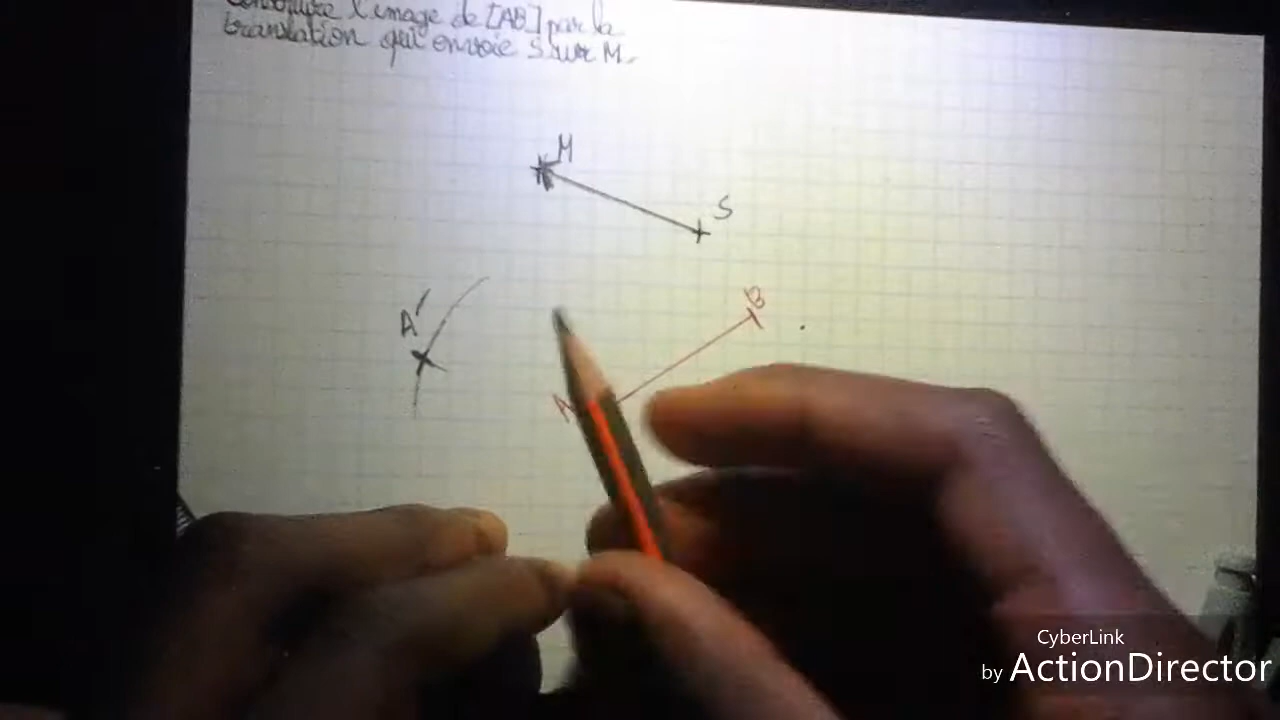 Construire l'image de [AB] par la
translation qui envoie S sur M.
M
S
B
A'
A
CyberLink
by ActionDirector